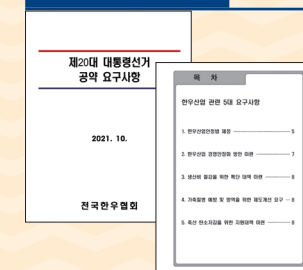 제20대 대통령선거
공약 요구사항
2021. 10.
전국한우협회
목 차
한우산업 관련 5대 요구사항
1. 한우산업안정법 제정 5
2. 한우산업 경영안정화 방안 마련 7
3. 생산비 절감을 위한 특단 대책 마련 8
4. 가축질병 예방 및 방역을 위한 제도개선 요구 8
5. 축산 탄소저감을 위한 지원대책 마련 8